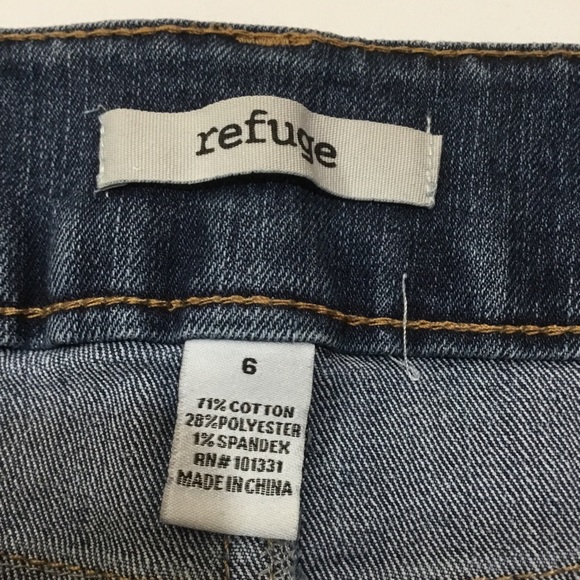 refuge
6
71% COTTON
28%POLYESTER
1% SPANDEX
RN# 101331
MADE IN CHINA